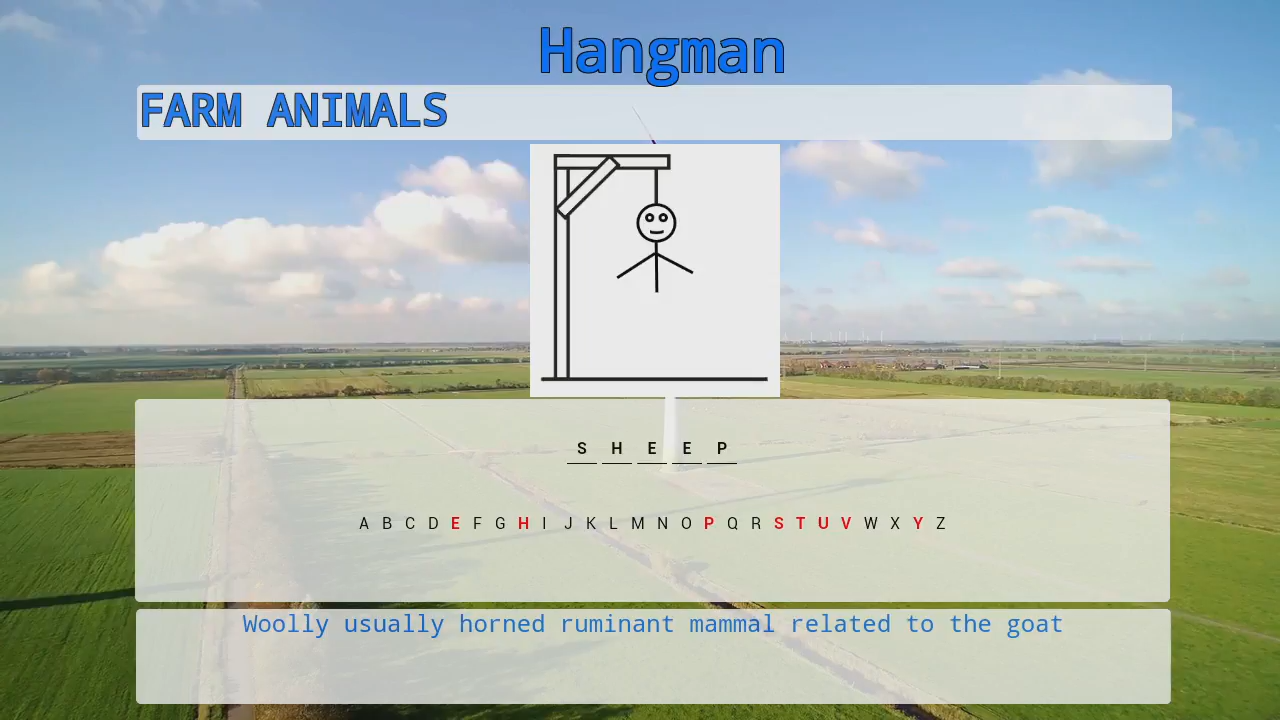 Hangman
FARM ANIMALS
S H E E P
A B C D E F G H I J K L M N O P Q R S T U V W X Y Z
Woolly usually horned ruminant mammal related to the goat